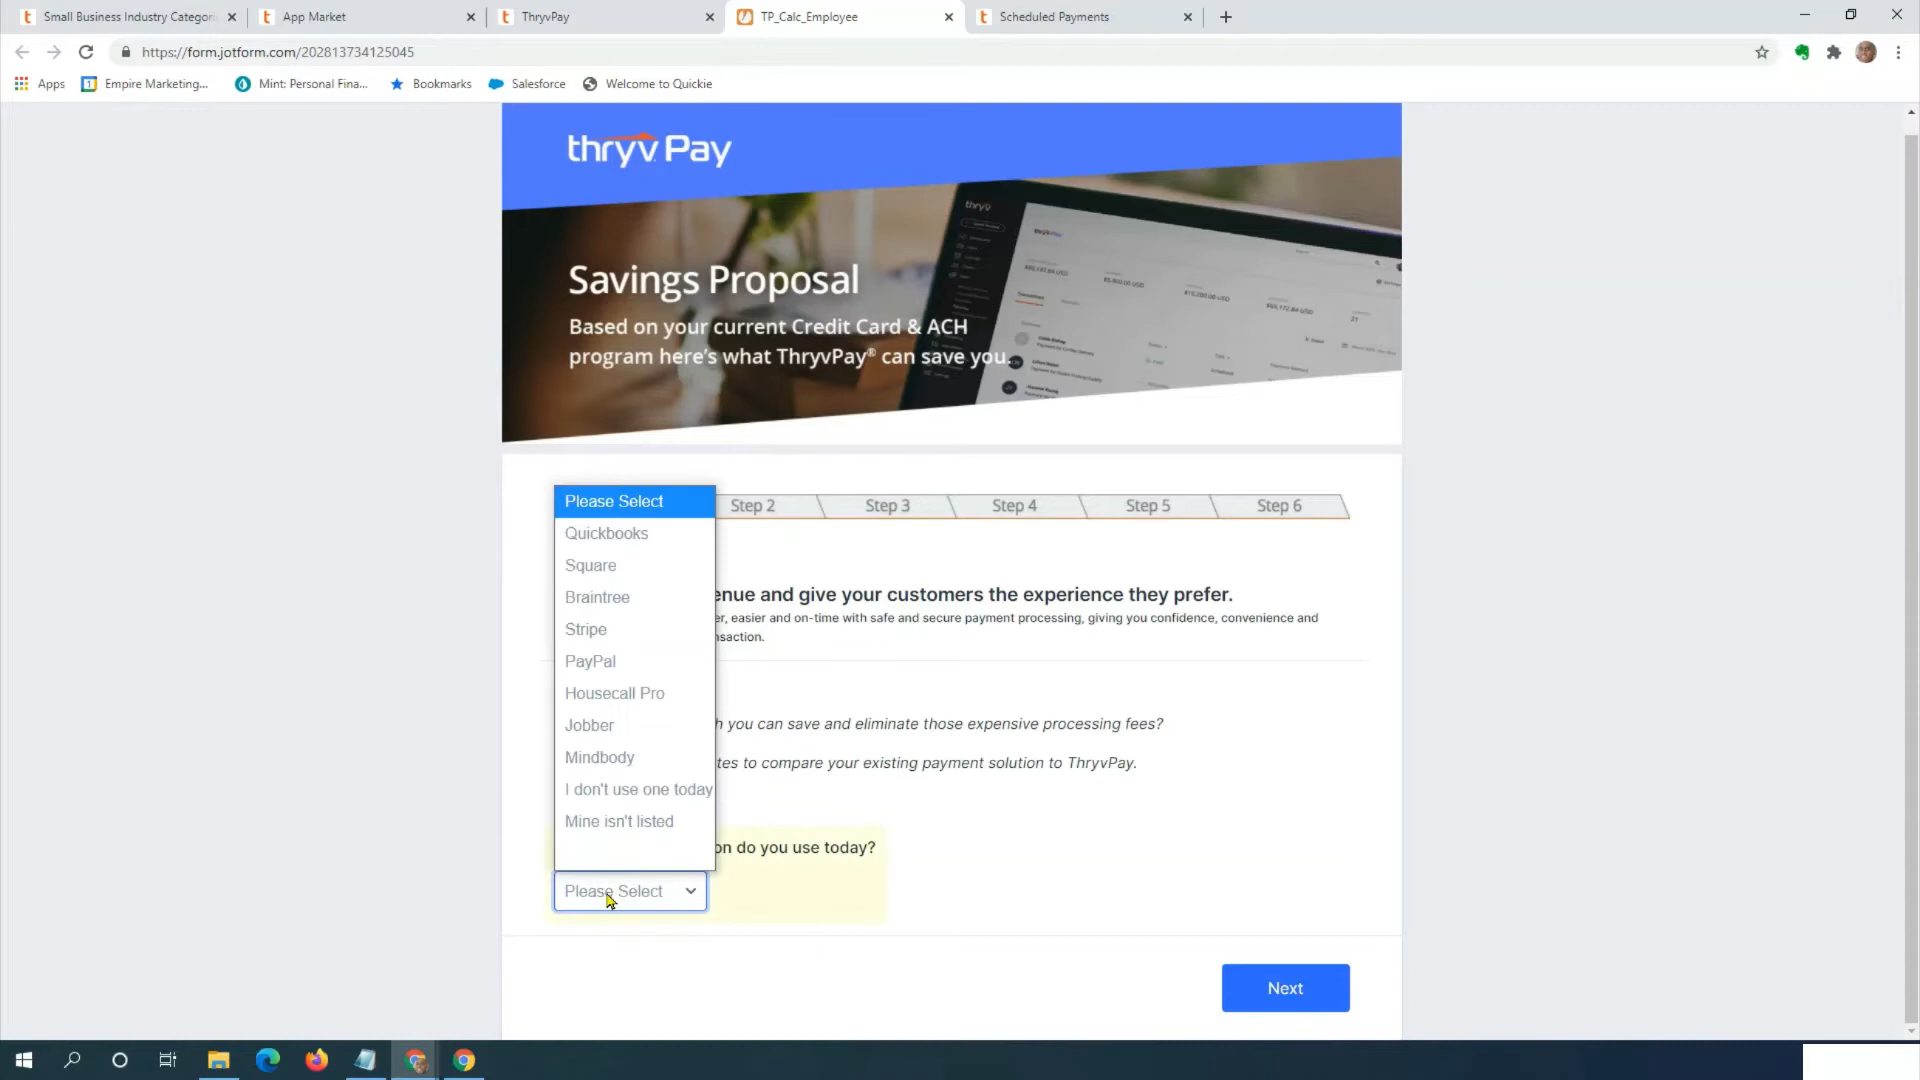 Small Business Industry Categori
App Market
ThryvPay
TP_Calc_Employee
Scheduled Payments
https://form.jotform.com/202813734125045
Apps
Empire Marketing...
Mint: Personal Fina...
Bookmarks
Salesforce
Welcome to Quickie
thryv Pay
thryv
Savings Proposal
Based on your current Credit Card & ACH
program here's what ThryvPay® can save you.
Please Select
Step 2
Step 3
Step 4
Step 5
Step 6
Quickbooks
Square
Braintree
enue and give your customers the experience they prefer.
er, easier and on-time with safe and secure payment processing, giving you confidence, convenience and
Stripe
nsaction.
PayPal
Housecall Pro
Jobber
h you can save and eliminate those expensive processing fees?
Mindbody
tes to compare your existing payment solution to ThryvPay.
I don't use one today
Mine isn't listed
on do you use today?
Please Select
Next